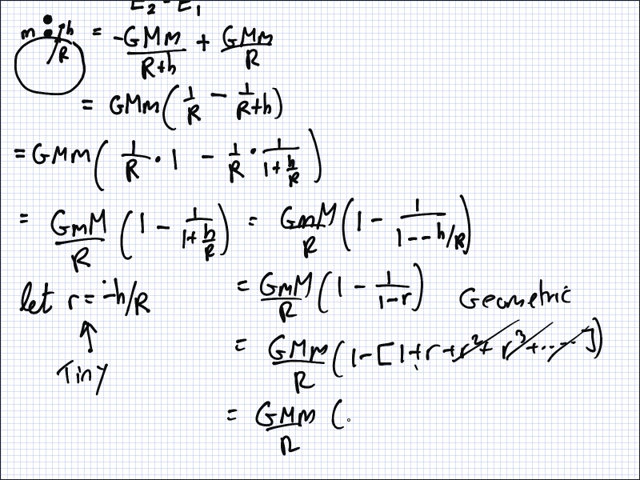 E₂ - E₁
m h R = -GMm/(R+h) + GMm/R
= GMm(1/R - 1/(R+h))
= GMm(1/R · 1 - 1/R · 1/(1+h/R))
= GmM/R (1 - 1/(1+h/R)) = GmM/R (1 - 1/(1--h/R))
let r = -h/R = GmM/R (1 - 1/(1-r)) Geometric
↑ = GMm/R (1-[1+r+r²+r³+...])
Tiny = GMm/R (